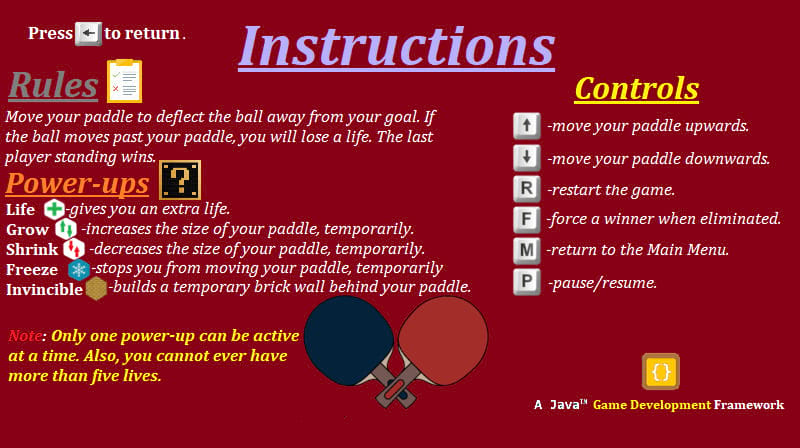 Press ← to return.
Instructions
Rules
Move your paddle to deflect the ball away from your goal. If
the ball moves past your paddle, you will lose a life. The last
player standing wins.
Power-ups ?
Life -gives you an extra life.
Grow -increases the size of your paddle, temporarily.
Shrink -decreases the size of your paddle, temporarily.
Freeze -stops you from moving your paddle, temporarily
Invincible -builds a temporary brick wall behind your paddle.
Note: Only one power-up can be active
at a time. Also, you cannot ever have
more than five lives.
Controls
↑ -move your paddle upwards.
↓ -move your paddle downwards.
R -restart the game.
F -force a winner when eliminated.
M -return to the Main Menu.
P -pause/resume.
{}
A Java™ Game Development Framework